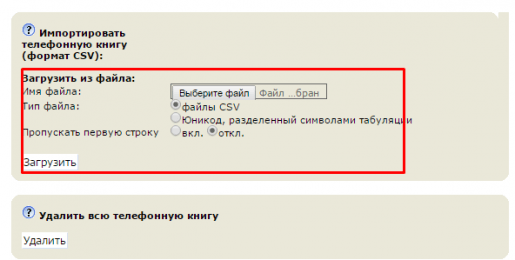 Импортировать
телефонную книгу
(формат CSV):
Загрузить из файла:
Имя файла: Выберите файл Файл ...бран
Тип файла: файлы CSV
Юникод, разделенный символами табуляции
Пропускать первую строку вкл. откл.
Загрузить
Удалить всю телефонную книгу
Удалить